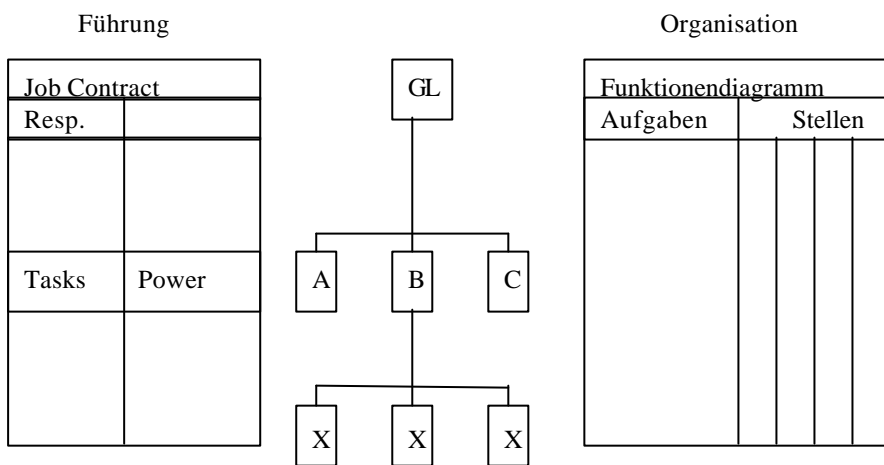 Führung
Organisation
Job Contract
GL
Funktionendiagramm
Resp.
Aufgaben
Stellen
Tasks
Power
A
B
C
X
X
X